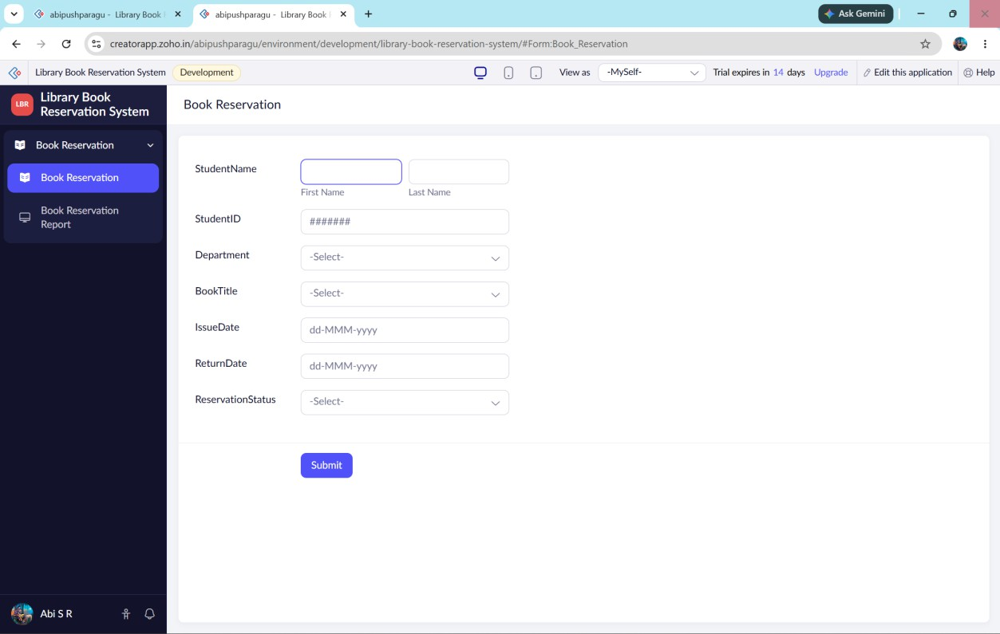 abipushparagu - Library Book
abipushparagu - Library Book
Ask Gemini
creatorapp.zoho.in/abipushparagu/environment/development/library-book-reservation-system/#Form:Book_Reservation
Library Book Reservation System
Development
View as
-MySelf-
Trial expires in 14 days
Upgrade
Edit this application
Help
LBR
Library Book
Reservation System
Book Reservation
Book Reservation
Book Reservation
Report
Abi S R
Book Reservation
StudentName
First Name
Last Name
StudentID
#######
Department
-Select-
BookTitle
-Select-
IssueDate
dd-MMM-yyyy
ReturnDate
dd-MMM-yyyy
ReservationStatus
-Select-
Submit